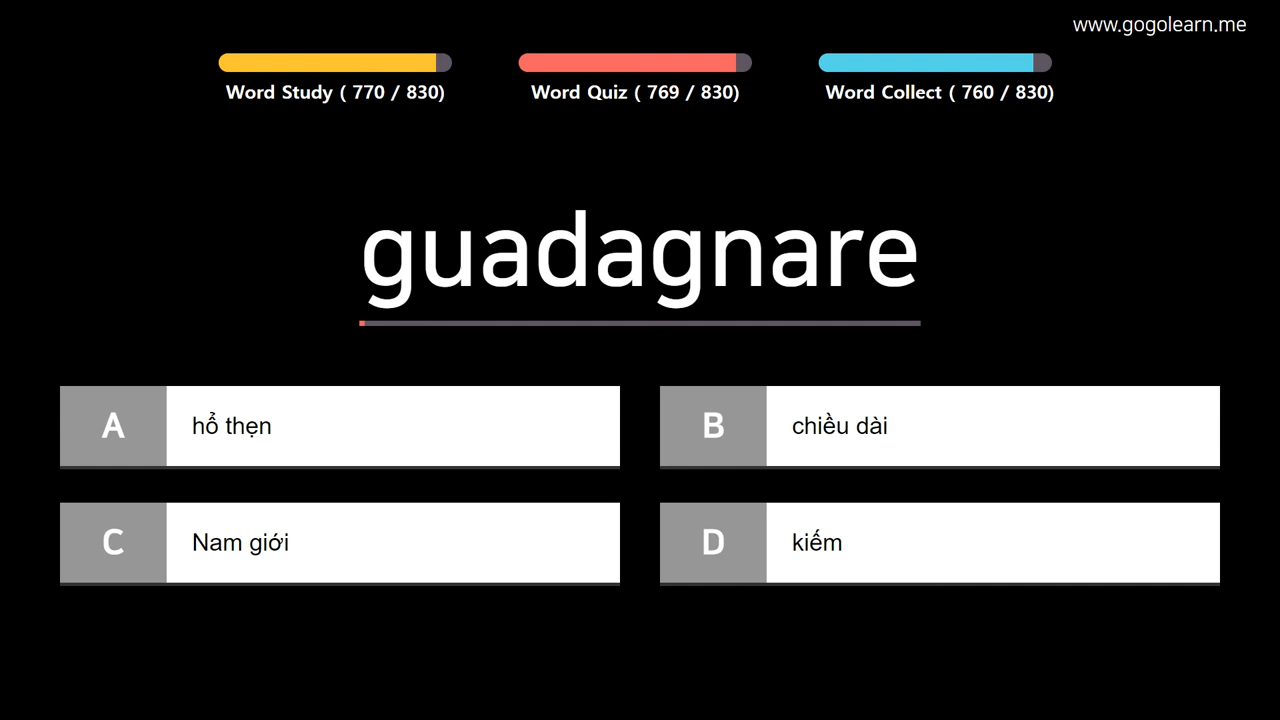 www.gogolearn.me
Word Study ( 770 / 830)
Word Quiz ( 769 / 830)
Word Collect ( 760 / 830)
guadagnare
A hổ thẹn
B chiều dài
C Nam giới
D kiếm